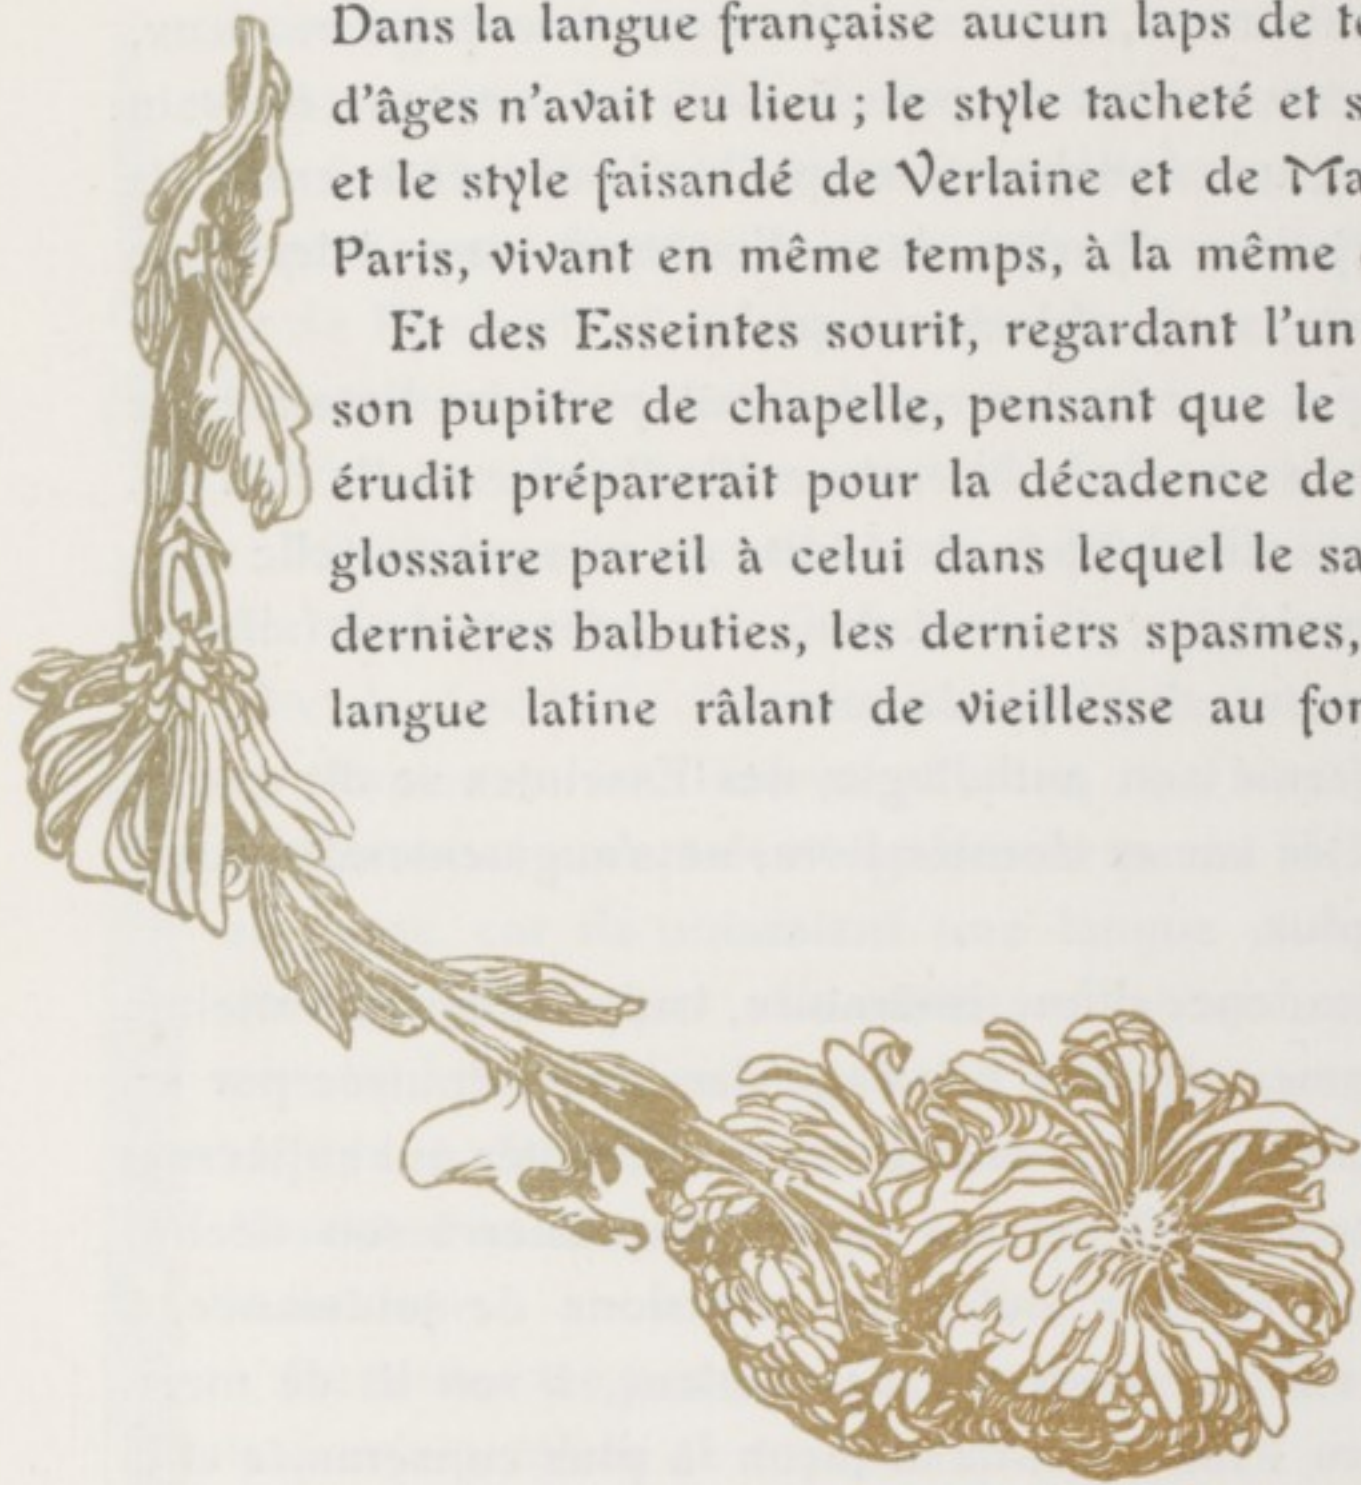 Dans la langue française aucun laps de
d'âges n'avait eu lieu ; le style tacheté et
et le style faisandé de Verlaine et de
Paris, vivant en même temps, à la même
Et des Esseintes sourit, regardant l'un
son pupitre de chapelle, pensant que le
érudit préparerait pour la décadence de
glossaire pareil à celui dans lequel le
dernières balbuties, les derniers spasmes,
langue latine râlant de vieillesse au